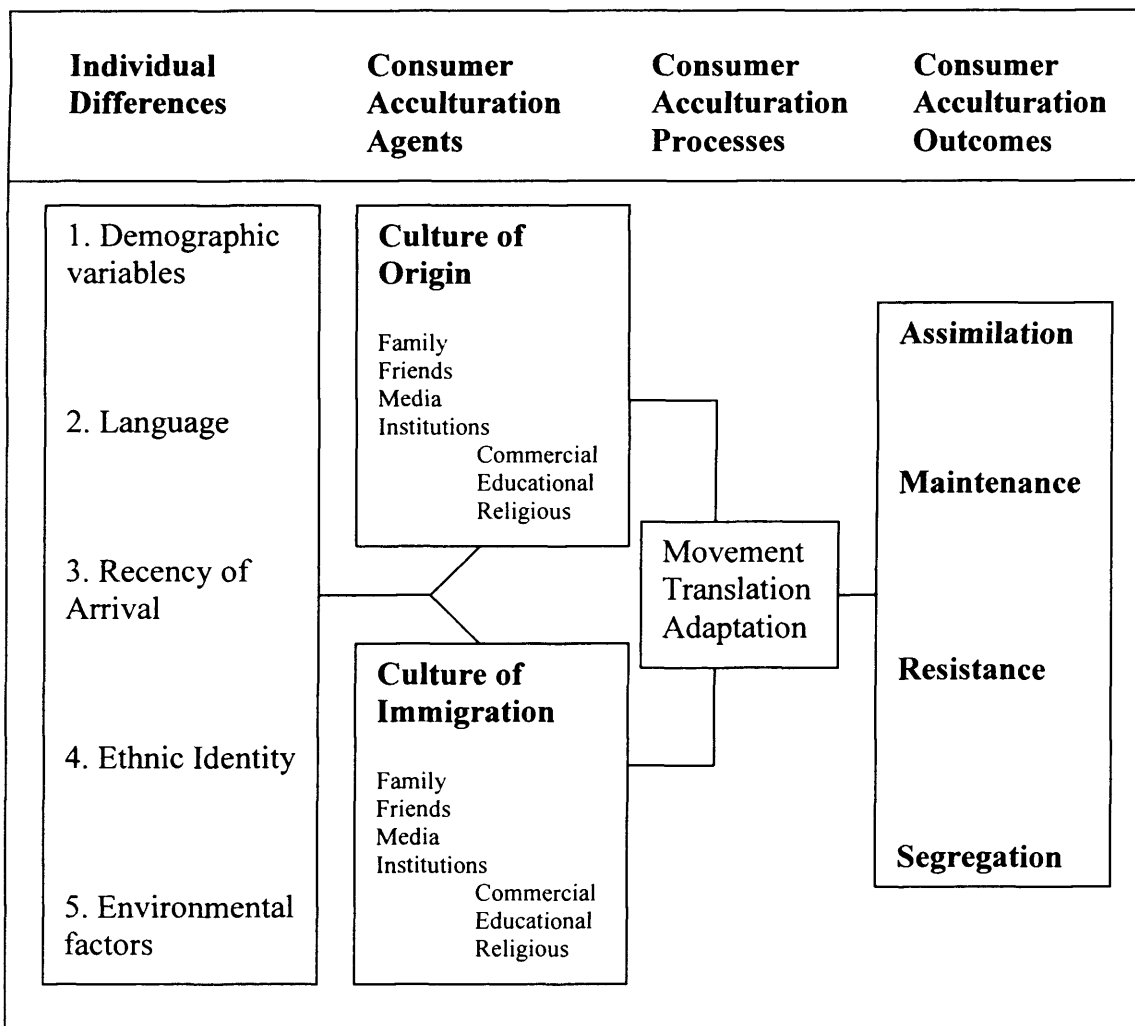 Individual
Differences
Consumer
Acculturation
Agents
Consumer
Acculturation
Processes
Consumer
Acculturation
Outcomes
1. Demographic
variables
2. Language
3. Recency of
Arrival
4. Ethnic Identity
5. Environmental
factors
Culture of
Origin
Family
Friends
Media
Institutions
Commercial
Educational
Religious
Culture of
Immigration
Family
Friends
Media
Institutions
Commercial
Educational
Religious
Movement
Translation
Adaptation
Assimilation
Maintenance
Resistance
Segregation